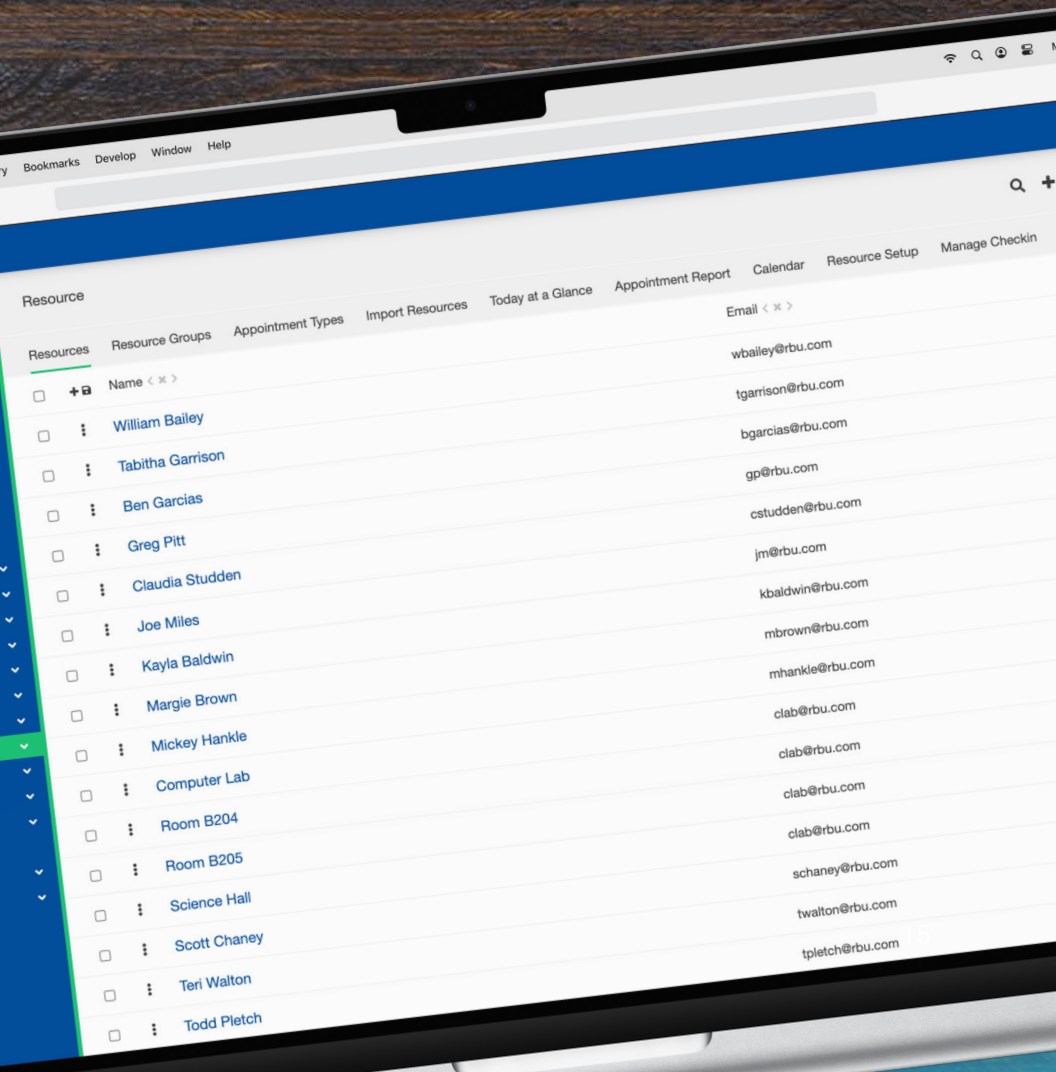 Bookmarks Develop Window Help
Resource
Resources Resource Groups Appointment Types Import Resources Today at a Glance Appointment Report Calendar Resource Setup Manage Checkin
Name Email
William Bailey wbailey@rbu.com
Tabitha Garrison tgarrison@rbu.com
Ben Garcias bgarcias@rbu.com
Greg Pitt gp@rbu.com
Claudia Studden cstudden@rbu.com
Joe Miles jm@rbu.com
Kayla Baldwin kbaldwin@rbu.com
Margie Brown mbrown@rbu.com
Mickey Hankle mhankle@rbu.com
Computer Lab clab@rbu.com
Room B204 clab@rbu.com
Room B205 clab@rbu.com
Science Hall clab@rbu.com
Scott Chaney schaney@rbu.com
Teri Walton twalton@rbu.com
Todd Pletch tpletch@rbu.com
15